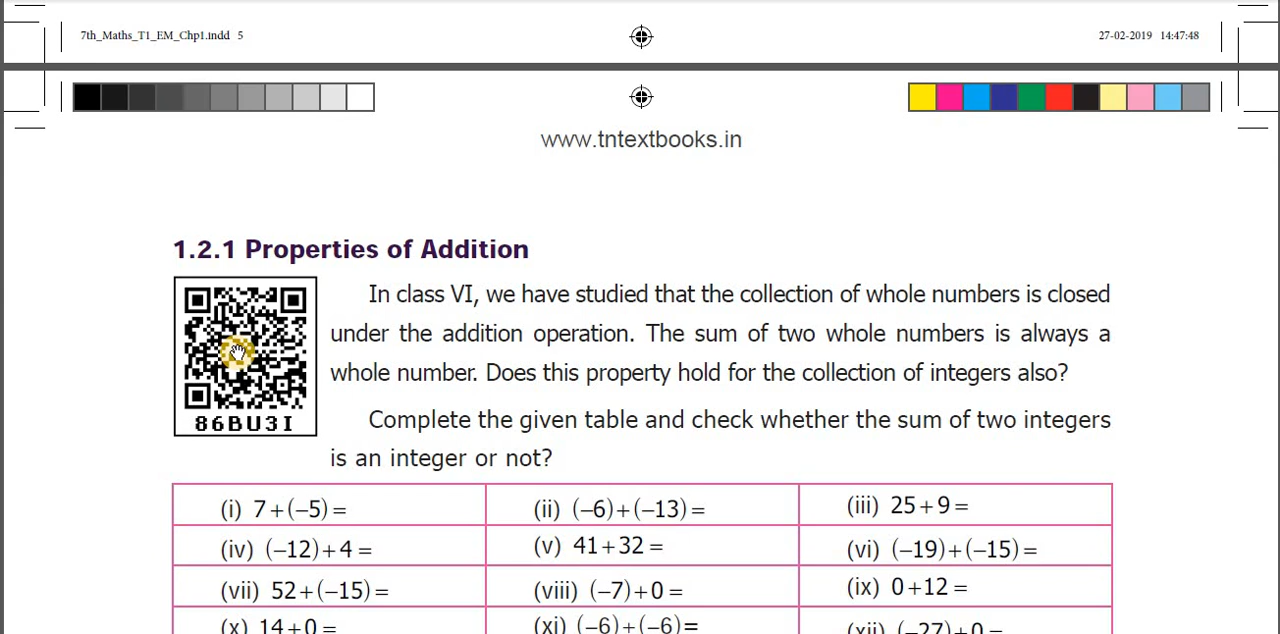 7th_Maths_T1_EM_Chp1.indd 5 27-02-2019 14:47:48
www.tntextbooks.in
1.2.1 Properties of Addition
In class VI, we have studied that the collection of whole numbers is closed
under the addition operation. The sum of two whole numbers is always a
whole number. Does this property hold for the collection of integers also?
86BU3I
Complete the given table and check whether the sum of two integers
is an integer or not?
(i) 7+(–5)= (ii) (–6)+(–13)= (iii) 25+9=
(iv) (–12)+4= (v) 41+32= (vi) (–19)+(–15)=
(vii) 52+(–15)= (viii) (–7)+0= (ix) 0+12=
(x) 14+0= (xi) (–6)+(–6)= (xii) (–27)+0=